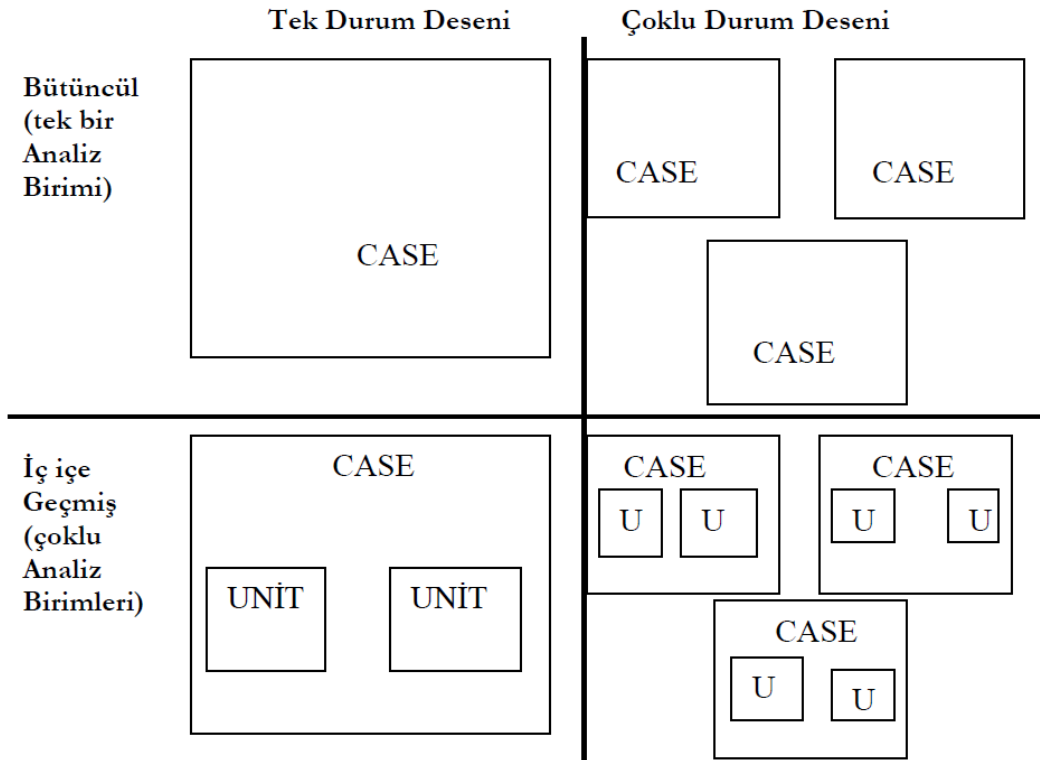 Tek Durum Deseni
Çoklu Durum Deseni
Bütüncül
(tek bir
Analiz
Birimi)
CASE
CASE
CASE
CASE
İç içe
Geçmiş
(çoklu
Analiz
Birimleri)
CASE
UNİT
UNİT
CASE
U
U
CASE
U
U
CASE
U
U